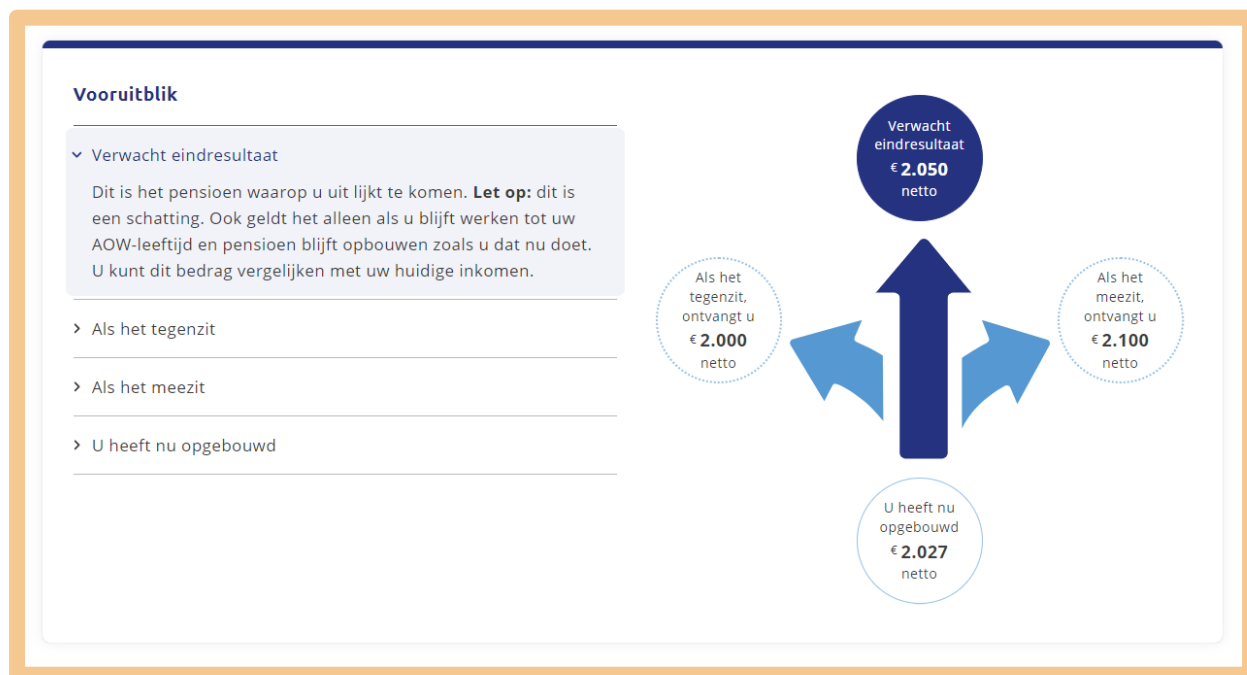 Vooruitblik
Verwacht eindresultaat
Dit is het pensioen waarop u uit lijkt te komen. Let op: dit is
een schatting. Ook geldt het alleen als u blijft werken tot uw
AOW-leeftijd en pensioen blijft opbouwen zoals u dat nu doet.
U kunt dit bedrag vergelijken met uw huidige inkomen.
Als het tegenzit
Als het meezit
U heeft nu opgebouwd
Verwacht
eindresultaat
€ 2.050
netto
Als het
tegenzit,
ontvangt u
€ 2.000
netto
Als het
meezit,
ontvangt u
€ 2.100
netto
U heeft nu
opgebouwd
€ 2.027
netto